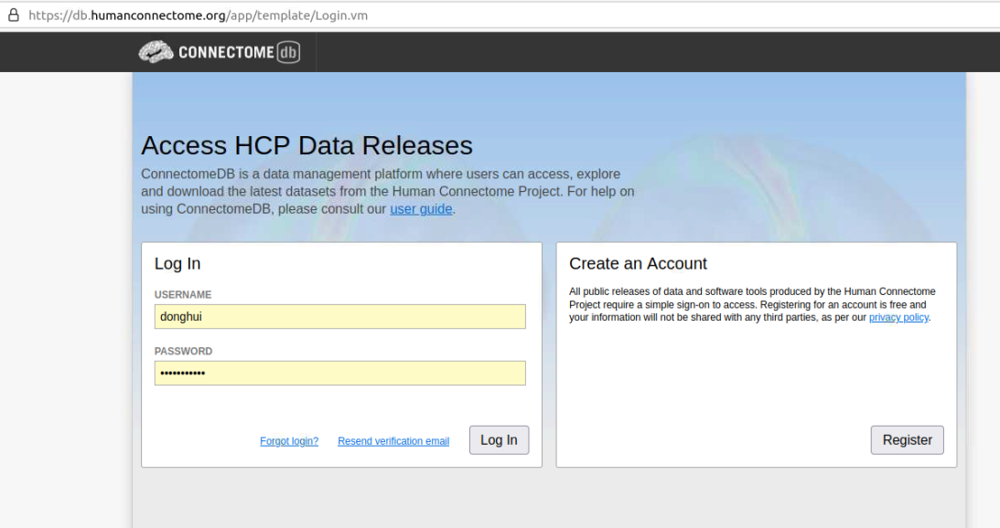 https://db.humanconnectome.org/app/template/Login.vm
CONNECTOME db
Access HCP Data Releases
ConnectomeDB is a data management platform where users can access, explore
and download the latest datasets from the Human Connectome Project. For help on
using ConnectomeDB, please consult our user guide.
Log In
USERNAME
donghui
PASSWORD
•••••••••••
Forgot login?
Resend verification email
Log In
Create an Account
All public releases of data and software tools produced by the Human Connectome
Project require a simple sign-on to access. Registering for an account is free and
your information will not be shared with any third parties, as per our privacy policy.
Register